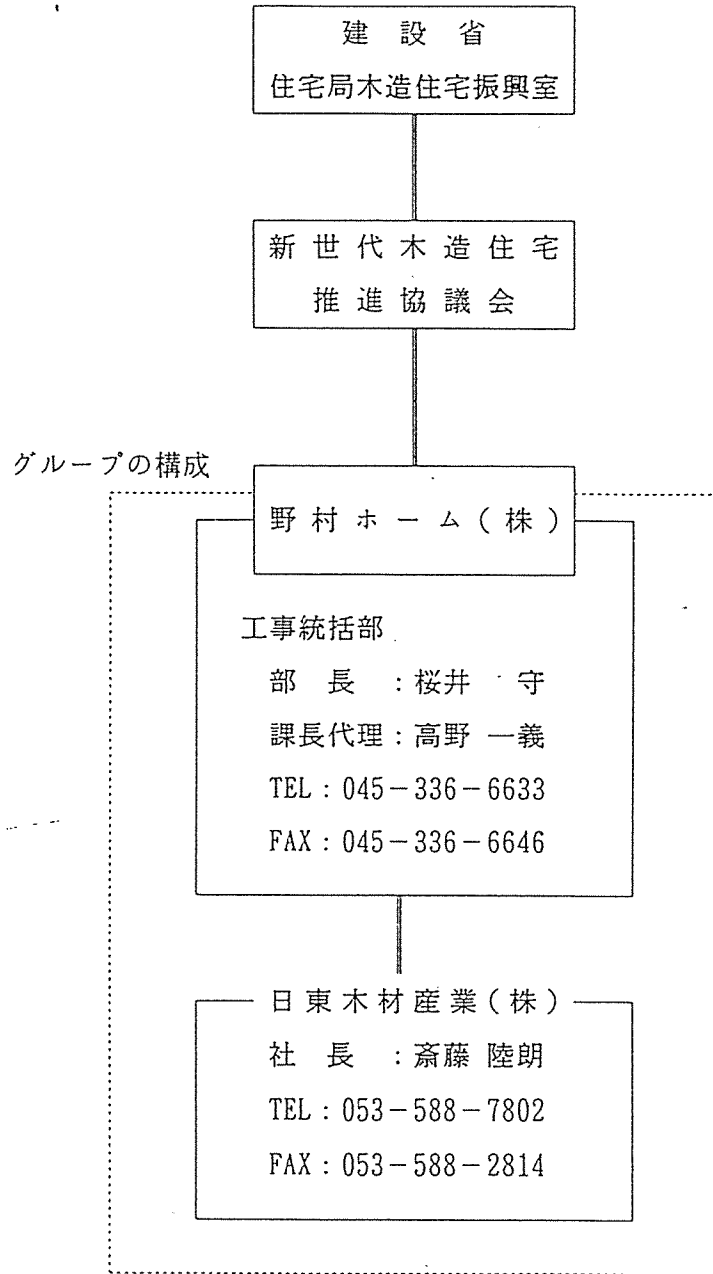 建設省
住宅局木造住宅振興室
新世代木造住宅
推進協議会
グループの構成
野村ホーム(株)
工事統括部
部長:桜井 守
課長代理:高野 一義
TEL:045-336-6633
FAX:045-336-6646
日東木材産業(株)
社長:斎藤 陸朗
TEL:053-588-7802
FAX:053-588-2814